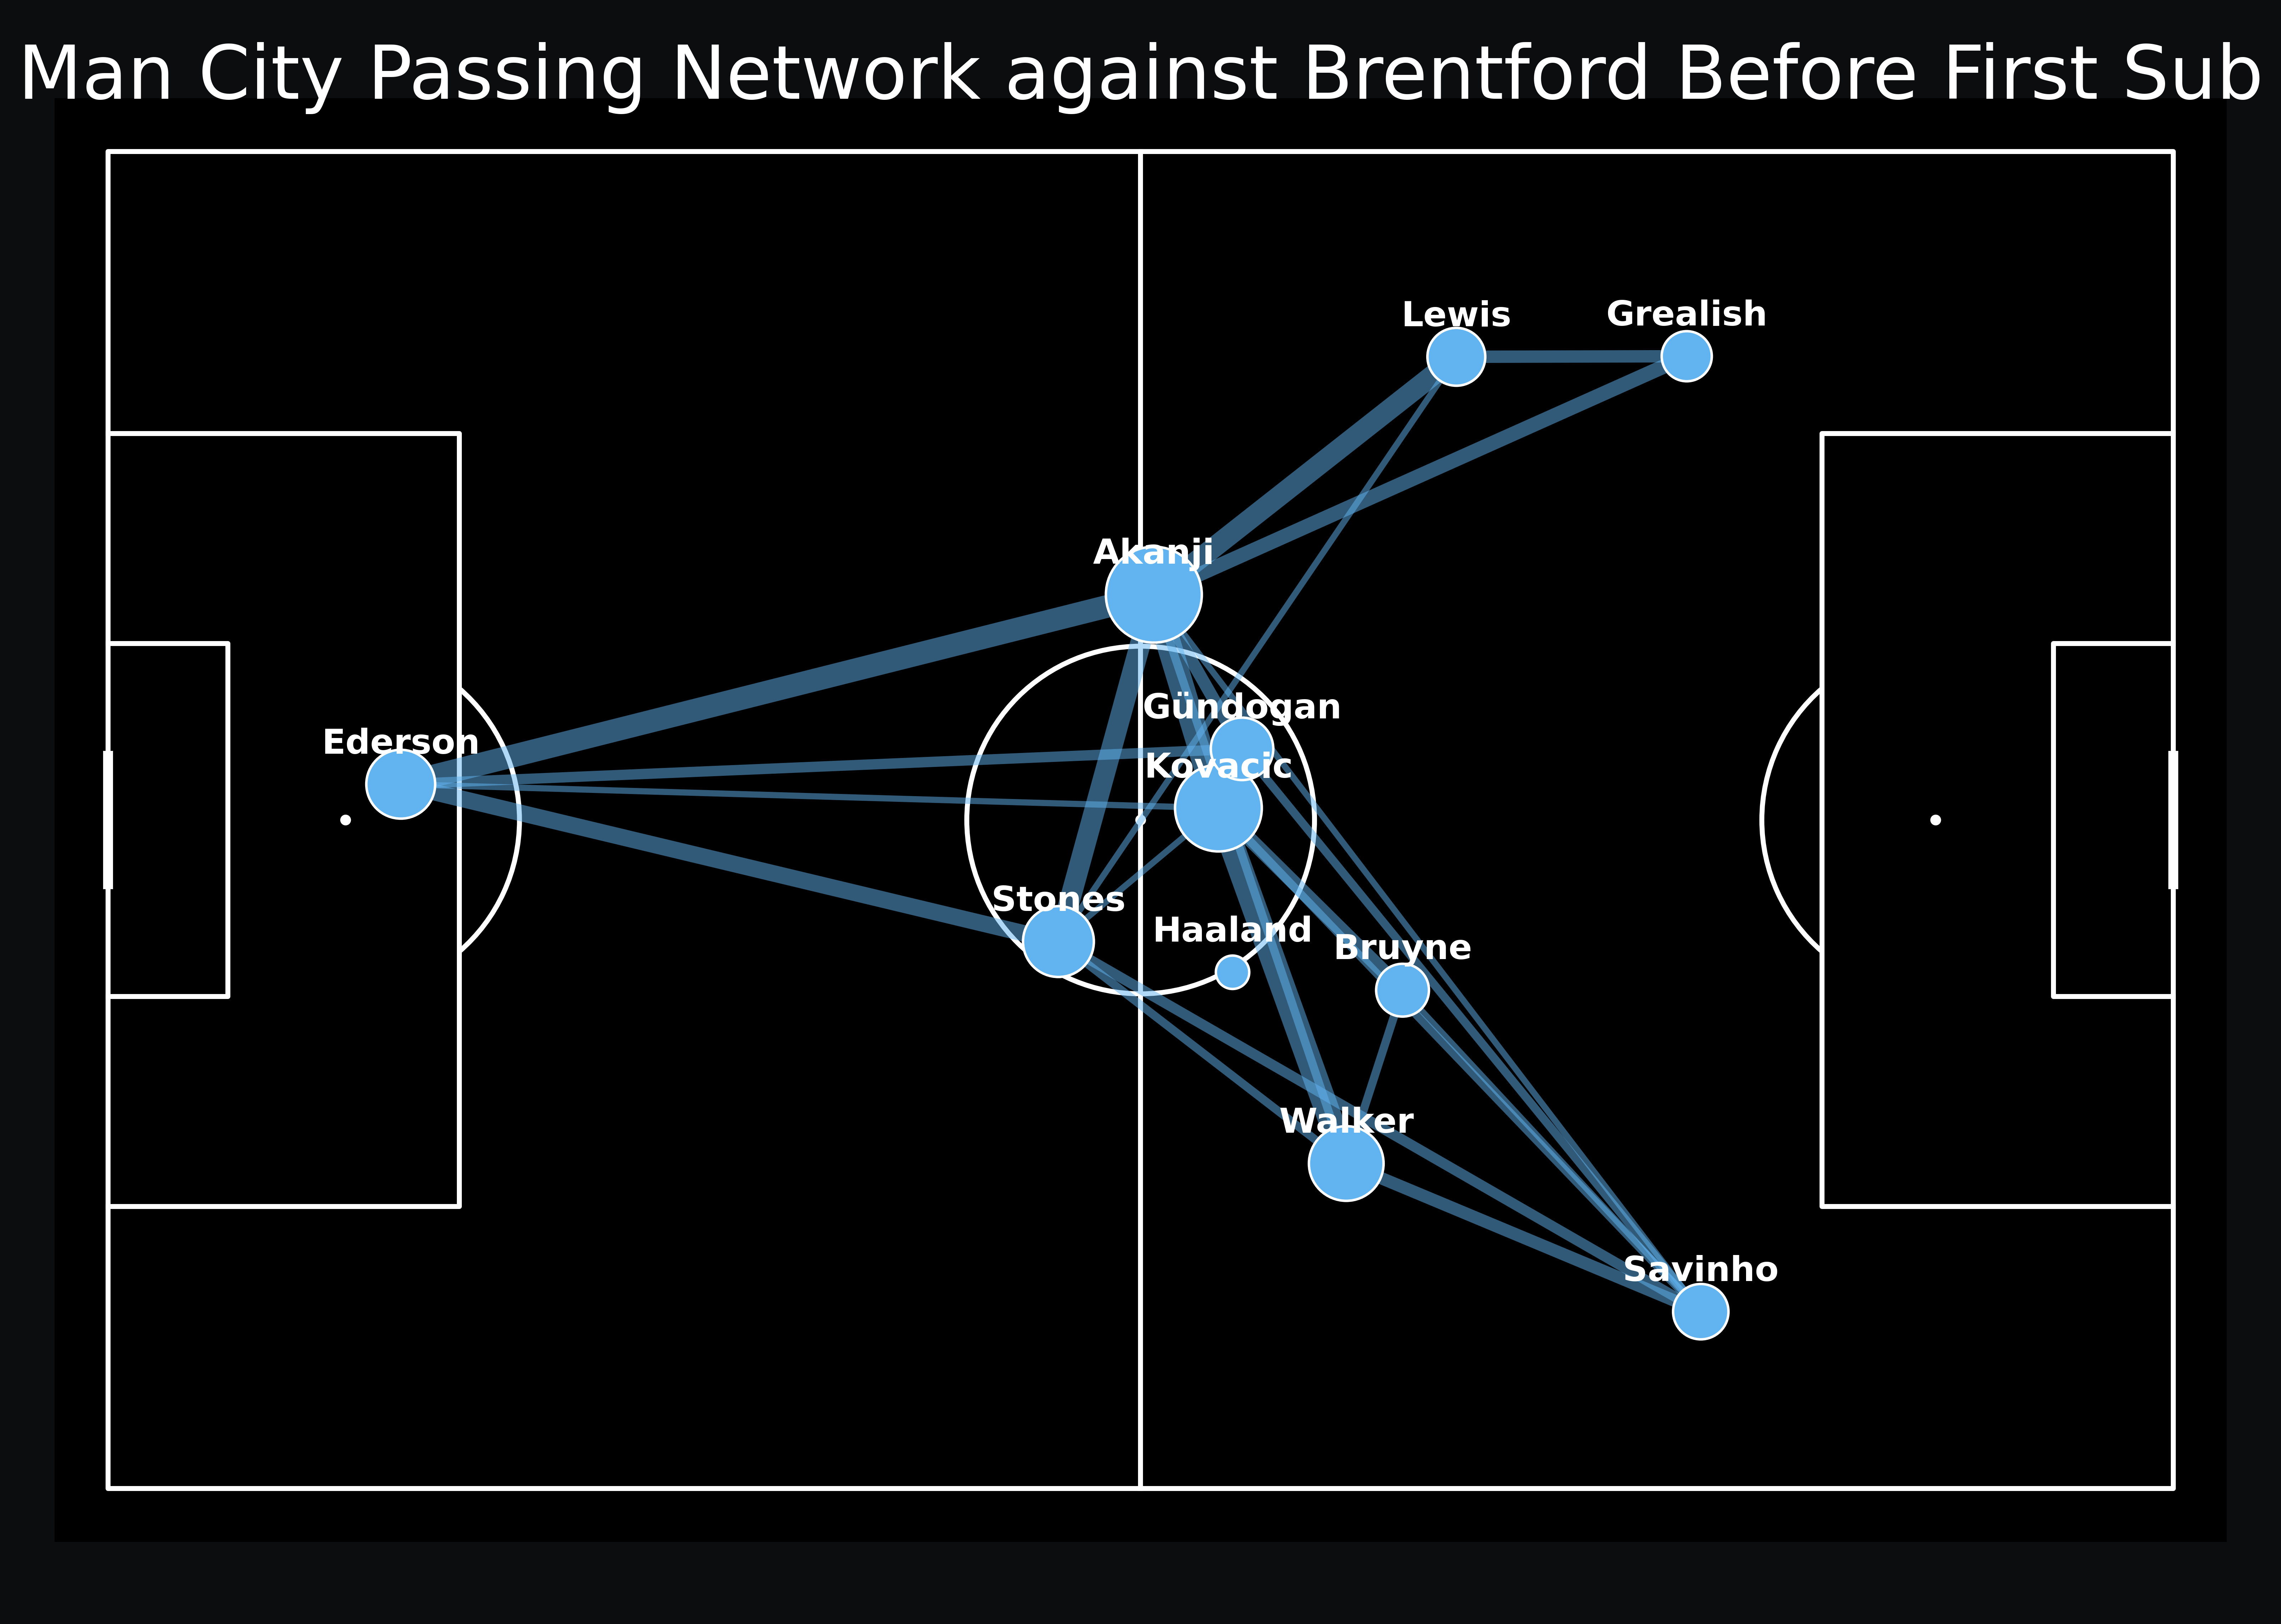 Man City Passing Network against Brentford Before First Sub
Lewis
Grealish
Akanji
Gündogan
Ederson
Kovacic
Stones
Haaland
Bruyne
Walker
Savinho